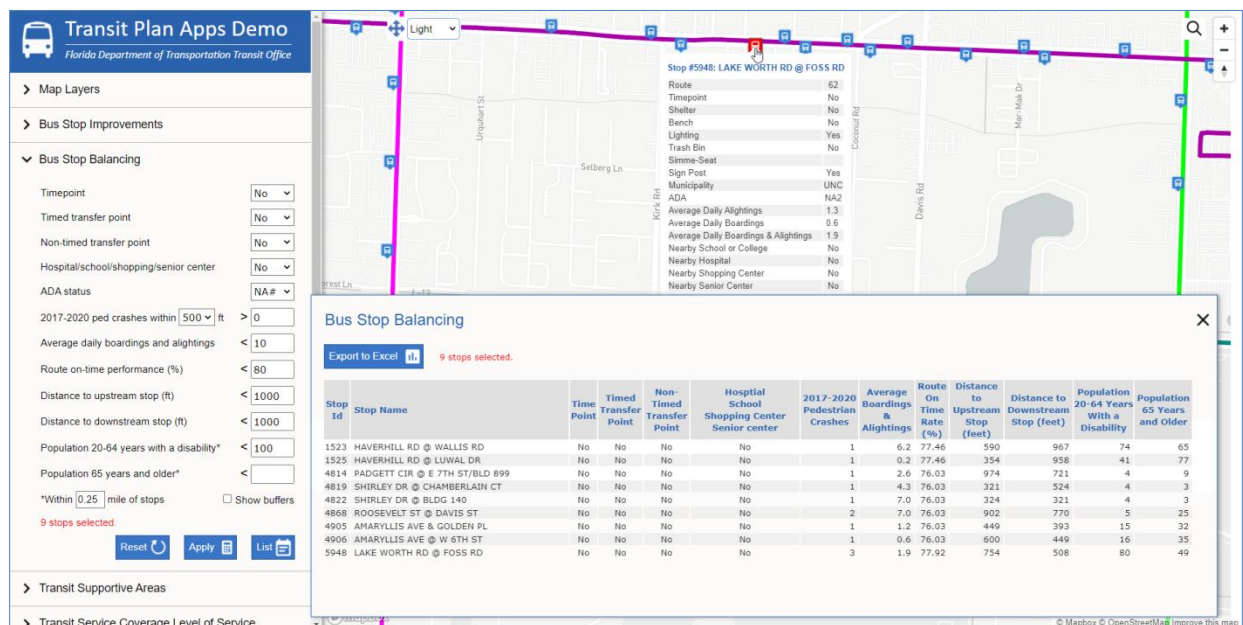 Transit Plan Apps Demo
Florida Department of Transportation Transit Office
Map Layers
Bus Stop Improvements
Bus Stop Balancing
Timepoint No
Timed transfer point No
Non-timed transfer point No
Hospital/school/shopping/senior center No
ADA status NA#
2017-2020 ped crashes within 500 ft > 0
Average daily boardings and alightings < 10
Route on-time performance (%) < 80
Distance to upstream stop (ft) < 1000
Distance to downstream stop (ft) < 1000
Population 20-64 years with a disability* < 100
Population 65 years and older* <
*Within 0.25 mile of stops Show buffers
9 stops selected.
Reset Apply List
Transit Supportive Areas
Transit Service Coverage Level of Service
Light
+
−
Urquhart St
Selberg Ln
Kirk Rd
Coconut Rd
Davis Rd
Mar-Mak Dr
Stop #5948: LAKE WORTH RD @ FOSS RD
Route 62
Timepoint No
Shelter No
Bench No
Lighting Yes
Trash Bin No
Simme-Seat
Sign Post Yes
Municipality UNC
ADA NA2
Average Daily Alightings 1.3
Average Daily Boardings 0.6
Average Daily Boardings & Alightings 1.9
Nearby School or College No
Nearby Hospital No
Nearby Shopping Center No
Nearby Senior Center No
Bus Stop Balancing
Export to Excel 9 stops selected.
Stop Id Stop Name Time Point Timed Transfer Point Non-Timed Transfer Point Hosptial School Shopping Center Senior center 2017-2020 Pedestrian Crashes Average Boardings & Alightings Route On Time Rate (%) Distance to Upstream Stop (feet) Distance to Downstream Stop (feet) Population 20-64 Years With a Disability Population 65 Years and Older
1523 HAVERHILL RD @ WALLIS RD No No No No 1 6.2 77.46 590 967 74 65
1525 HAVERHILL RD @ LUWAL DR No No No No 1 0.2 77.46 354 958 41 77
4814 PADGETT CIR @ E 7TH ST/BLD 899 No No No No 1 2.6 76.03 974 721 4 9
4819 SHIRLEY DR @ CHAMBERLAIN CT No No No No 1 4.3 76.03 321 524 4 3
4822 SHIRLEY DR @ BLDG 140 No No No No 1 7.0 76.03 324 321 4 3
4868 ROOSEVELT ST @ DAVIS ST No No No No 2 7.0 76.03 902 770 5 25
4905 AMARYLLIS AVE & GOLDEN PL No No No No 1 1.2 76.03 449 393 15 32
4906 AMARYLLIS AVE @ W 6TH ST No No No No 1 0.6 76.03 600 449 16 35
5948 LAKE WORTH RD @ FOSS RD No No No No 3 1.9 77.92 754 508 80 49
© Mapbox © OpenStreetMap Improve this map